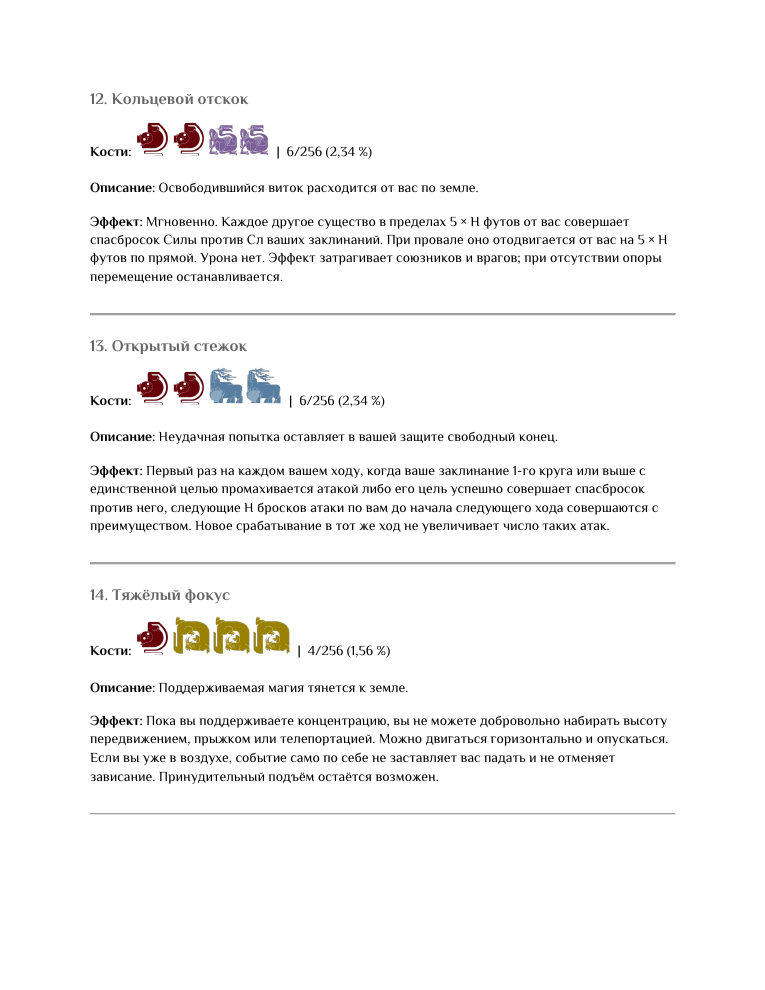 12. Кольцевой отскок
Кости: | 6/256 (2,34 %)
Описание: Освободившийся виток расходится от вас по земле.
Эффект: Мгновенно. Каждое другое существо в пределах 5 × Н футов от вас совершает
спасбросок Силы против Сл ваших заклинаний. При провале оно отодвигается от вас на 5 × Н
футов по прямой. Урона нет. Эффект затрагивает союзников и врагов; при отсутствии опоры
перемещение останавливается.
13. Открытый стежок
Кости: | 6/256 (2,34 %)
Описание: Неудачная попытка оставляет в вашей защите свободный конец.
Эффект: Первый раз на каждом вашем ходу, когда ваше заклинание 1-го круга или выше с
единственной целью промахивается атакой либо его цель успешно совершает спасбросок
против него, следующие Н бросков атаки по вам до начала следующего хода совершаются с
преимуществом. Новое срабатывание в тот же ход не увеличивает число таких атак.
14. Тяжёлый фокус
Кости: | 4/256 (1,56 %)
Описание: Поддерживаемая магия тянется к земле.
Эффект: Пока вы поддерживаете концентрацию, вы не можете добровольно набирать высоту
передвижением, прыжком или телепортацией. Можно двигаться горизонтально и опускаться.
Если вы уже в воздухе, событие само по себе не заставляет вас падать и не отменяет
зависание. Принудительный подъём остаётся возможен.